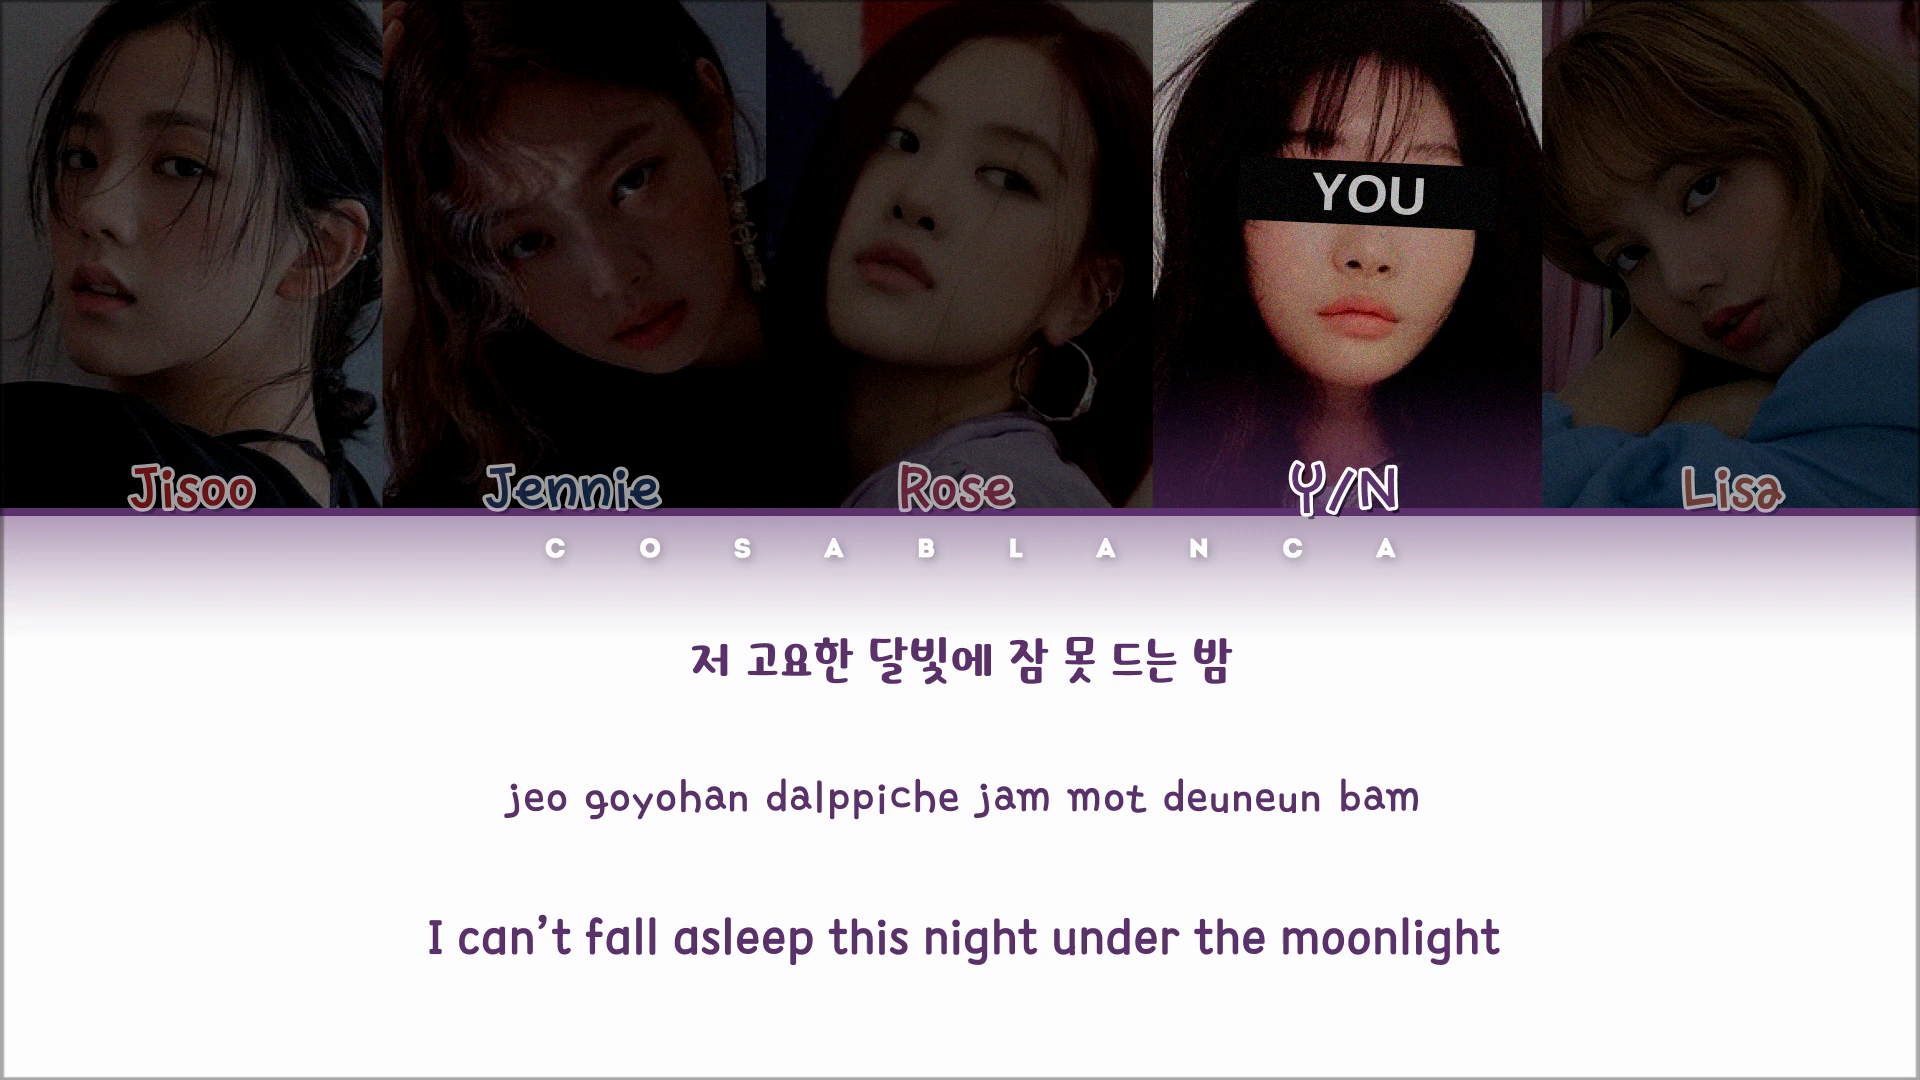 YOU
Jisoo Jennie Rose Y/N Lisa
COSABLANCA
저 고요한 달빛에 잠 못 드는 밤
jeo goyohan dalppiche jam mot deuneun bam
I can’t fall asleep this night under the moonlight